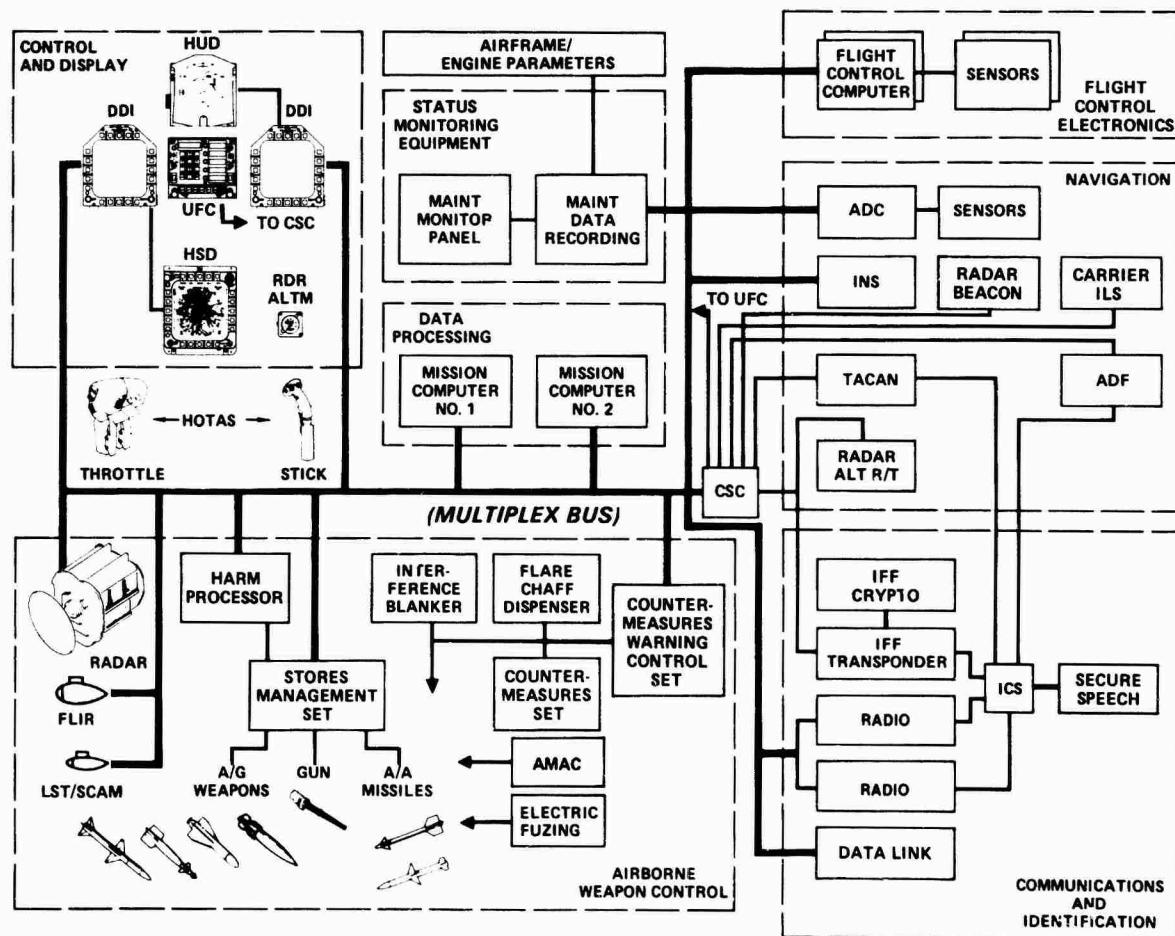 CONTROL
AND DISPLAY
HUD
DDI
DDI
UFC
TO CSC
HSD
RDR
ALTM
THROTTLE
HOTAS
STICK
AIRFRAME/
ENGINE PARAMETERS
STATUS
MONITORING
EQUIPMENT
MAINT
MONITOP
PANEL
MAINT
DATA
RECORDING
DATA
PROCESSING
MISSION
COMPUTER
NO. 1
MISSION
COMPUTER
NO. 2
FLIGHT
CONTROL
COMPUTER
SENSORS
FLIGHT
CONTROL
ELECTRONICS
NAVIGATION
ADC
SENSORS
INS
RADAR
BEACON
CARRIER
ILS
TO UFC
TACAN
ADF
RADAR
ALT R/T
CSC
(MULTIPLEX BUS)
RADAR
FLIR
LST/SCAM
HARM
PROCESSOR
STORES
MANAGEMENT
SET
A/G
WEAPONS
GUN
A/A
MISSILES
INTER-
FERENCE
BLANKER
FLARE
CHAFF
DISPENSER
COUNTER-
MEASURES
SET
COUNTER-
MEASURES
WARNING
CONTROL
SET
AMAC
ELECTRIC
FUZING
AIRBORNE
WEAPON CONTROL
IFF
CRYPTO
IFF
TRANSPONDER
ICS
SECURE
SPEECH
RADIO
RADIO
DATA LINK
COMMUNICATIONS
AND
IDENTIFICATION